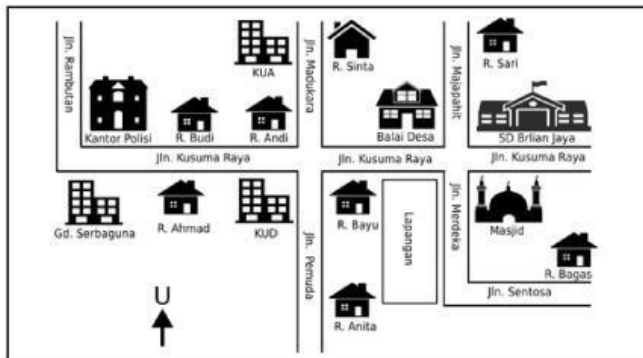 Jln. Rambutan
KUA
Jln. Madukara
R. Sinta
Jln. Majapahit
R. Sari
Kantor Polisi
R. Budi
R. Andi
Balai Desa
SD Brlian Jaya
Jln. Kusuma Raya
Jln. Kusuma Raya
Jln. Kusuma Raya
Gd. Serbaguna
R. Ahmad
KUD
Jln. Pemuda
R. Bayu
Lapangan
Jln. Merdeka
Masjid
R. Bagas
Jln. Sentosa
R. Anita
U